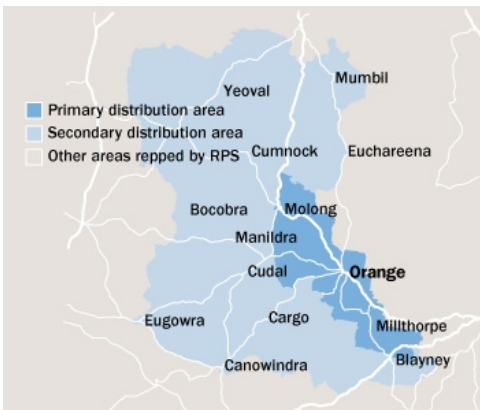 Mumbil
Yeoval
Primary distribution area
Secondary distribution area
Other areas repped by RPS
Cumnock
Euchareena
Bocobra
Molong
Manildra
Cudal
Orange
Eugowra
Cargo
Millthorpe
Canowindra
Blayney